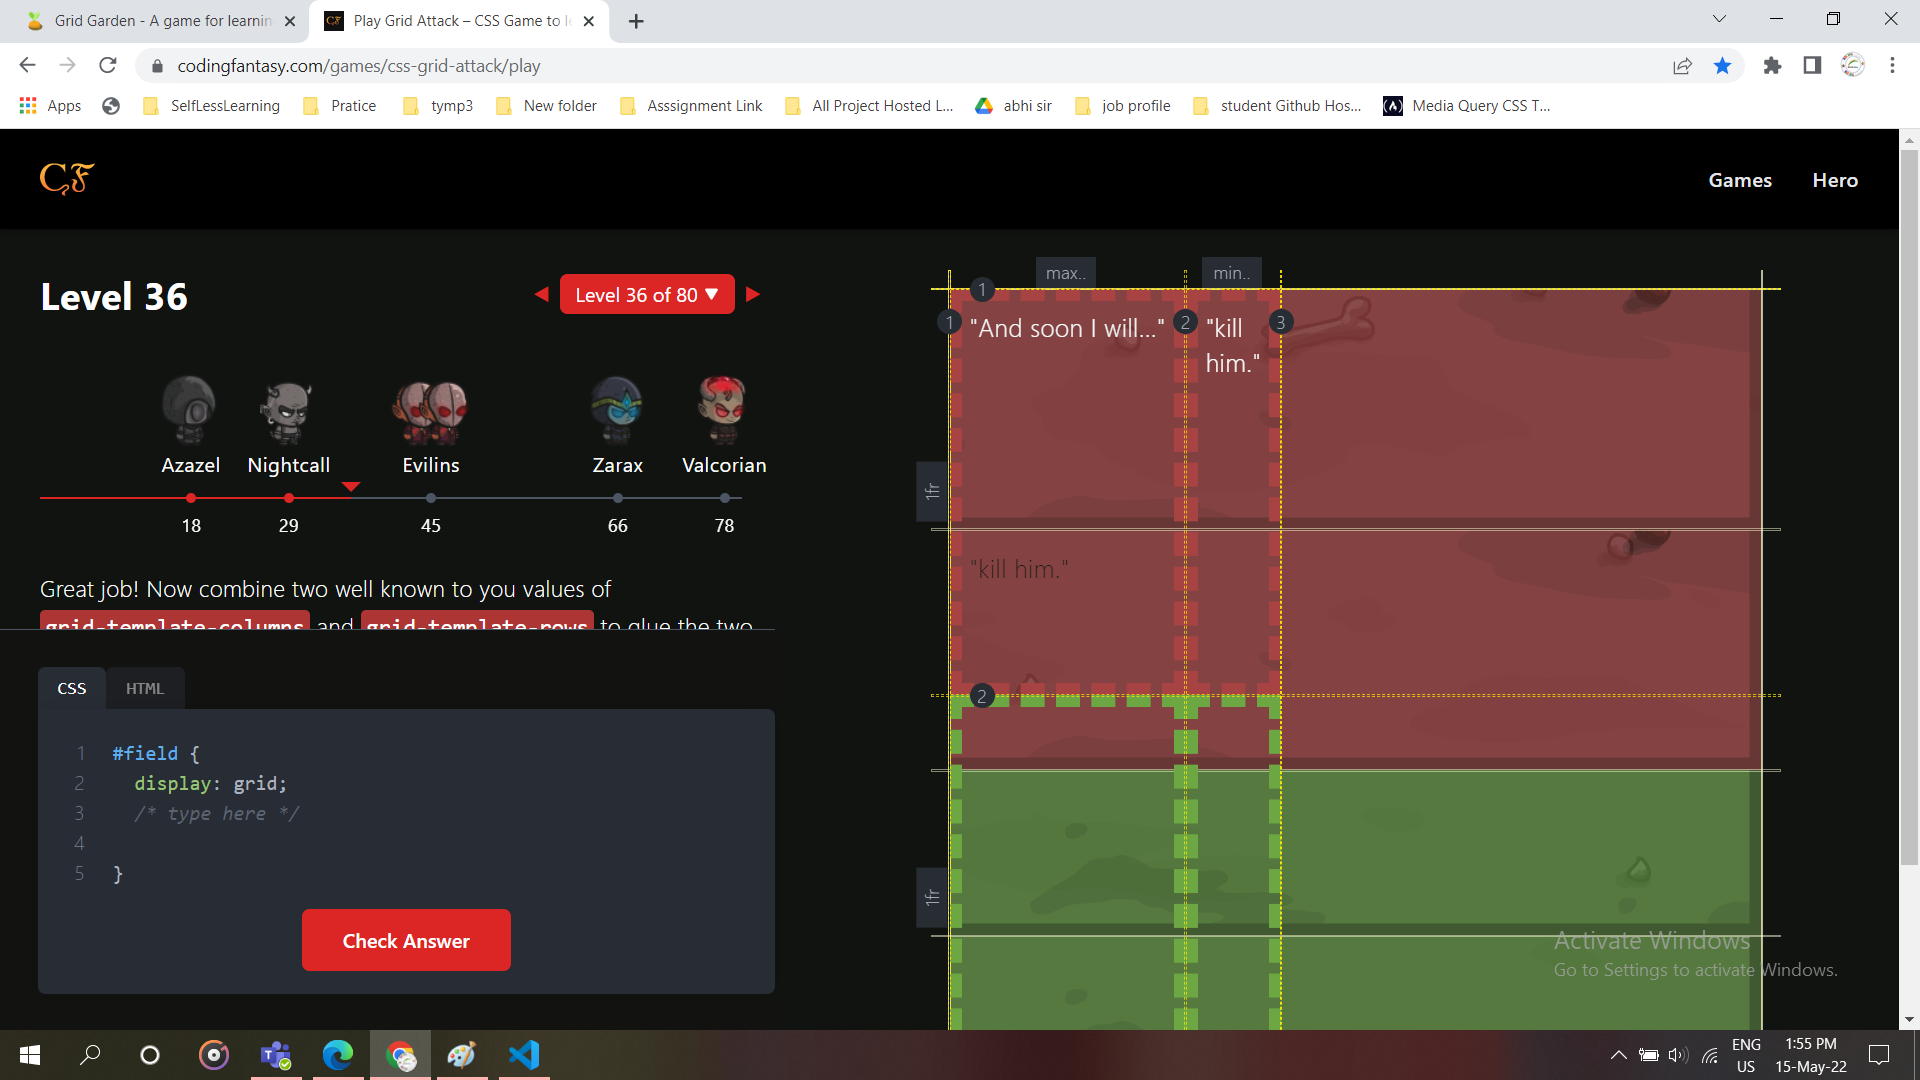 Grid Garden - A game for learnin
Play Grid Attack – CSS Game to l
codingfantasy.com/games/css-grid-attack/play
Apps
SelfLessLearning
Pratice
tymp3
New folder
Asssignment Link
All Project Hosted L...
abhi sir
job profile
student Github Hos...
Media Query CSS T...
CF
Games
Hero
Level 36
Level 36 of 80 ▼
Azazel
Nightcall
Evilins
Zarax
Valcorian
18
29
45
66
78
Great job! Now combine two well known to you values of
grid-template-columns and grid-template-rows to glue the two
CSS
HTML
1 #field {
2 display: grid;
3 /* type here */
4
5 }
Check Answer
max..
min..
1
1
2
3
"And soon I will..."
"kill
him."
1fr
"kill him."
2
1fr
Activate Windows
Go to Settings to activate Windows.
ENG
US
1:55 PM
15-May-22